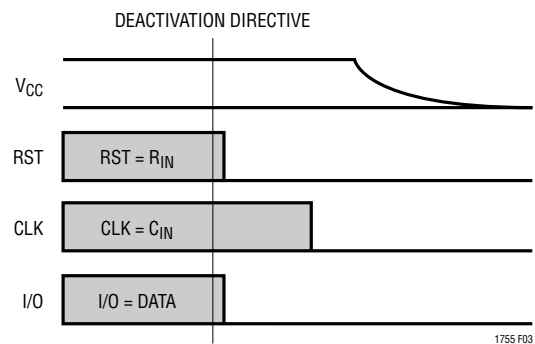 DEACTIVATION DIRECTIVE
VCC
RST
RST = RIN
CLK
CLK = CIN
I/O
I/O = DATA
1755 F03